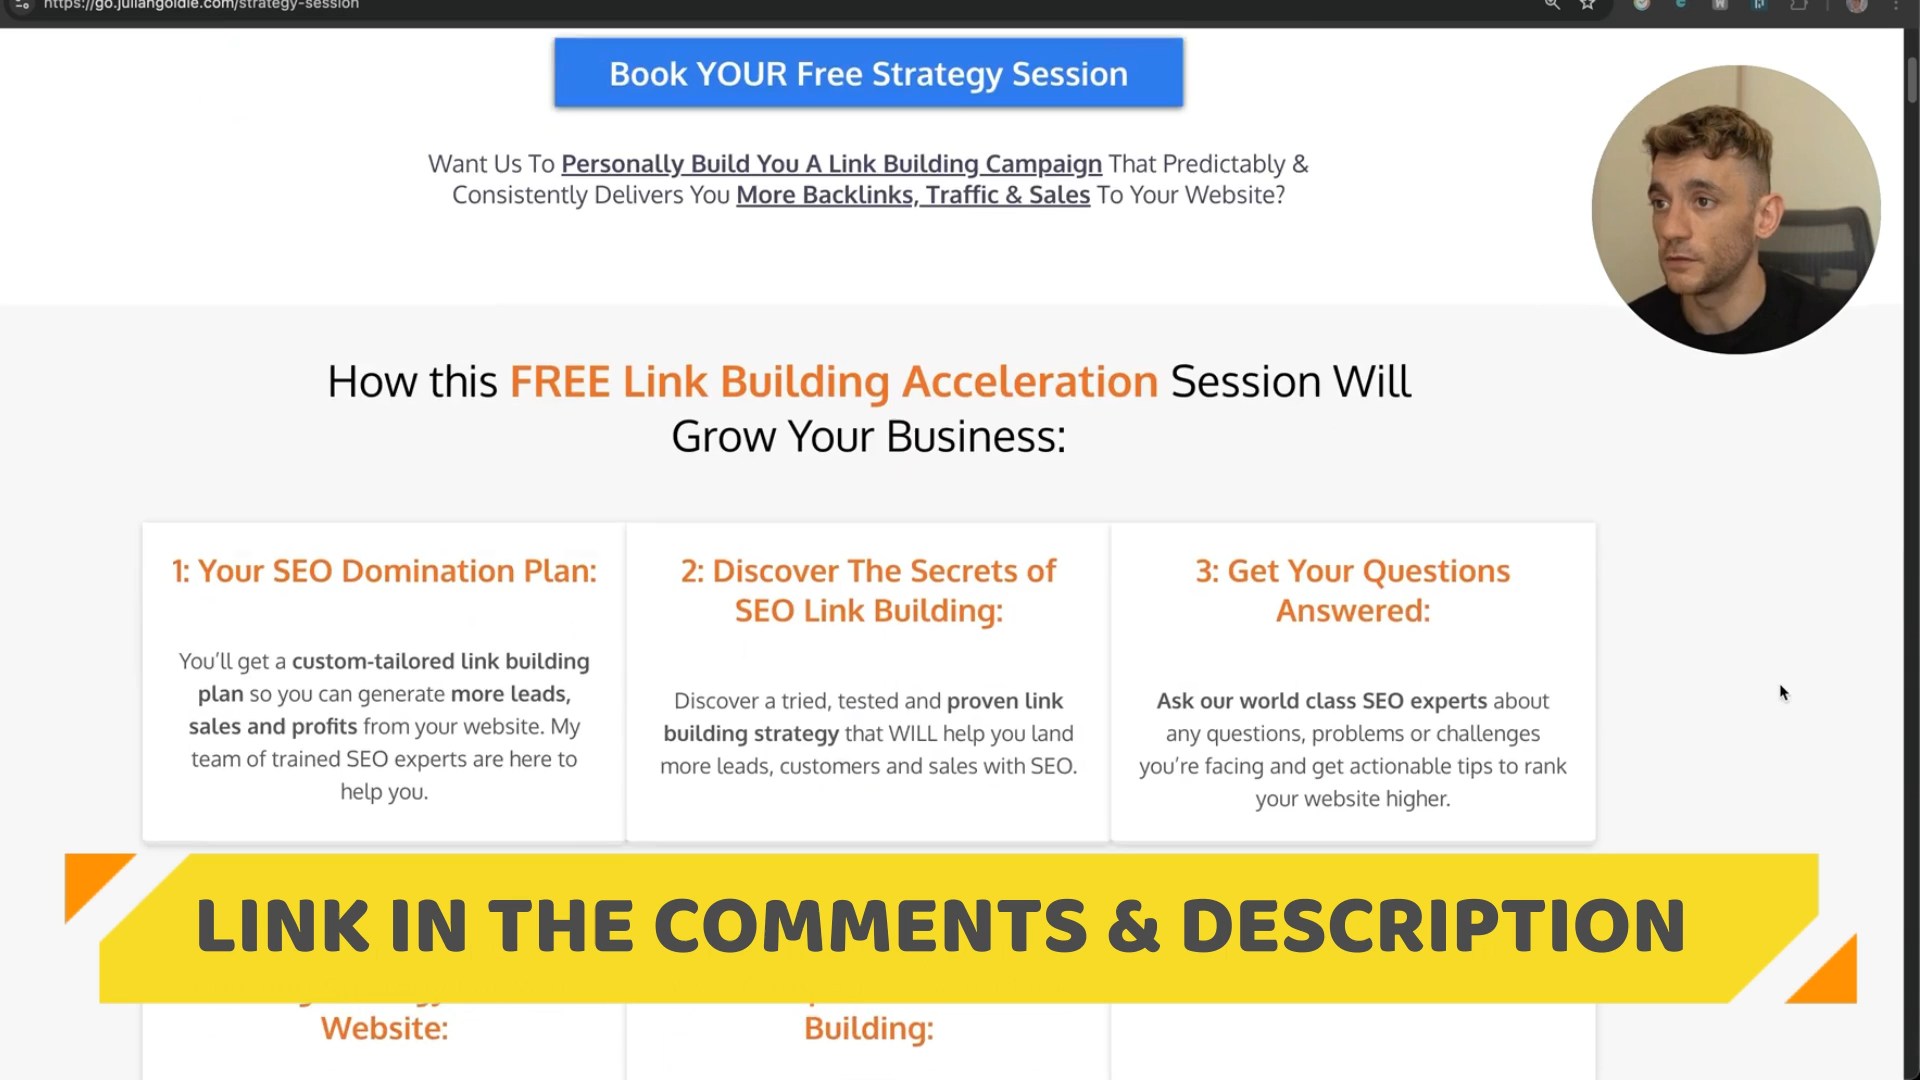 https://go.juliangoldie.com/strategy-session
Book YOUR Free Strategy Session
Want Us To Personally Build You A Link Building Campaign That Predictably &
Consistently Delivers You More Backlinks, Traffic & Sales To Your Website?
How this FREE Link Building Acceleration Session Will
Grow Your Business:
1: Your SEO Domination Plan:
You'll get a custom-tailored link building
plan so you can generate more leads,
sales and profits from your website. My
team of trained SEO experts are here to
help you.
2: Discover The Secrets of
SEO Link Building:
Discover a tried, tested and proven link
building strategy that WILL help you land
more leads, customers and sales with SEO.
3: Get Your Questions
Answered:
Ask our world class SEO experts about
any questions, problems or challenges
you're facing and get actionable tips to rank
your website higher.
LINK IN THE COMMENTS & DESCRIPTION
Website:
Building: